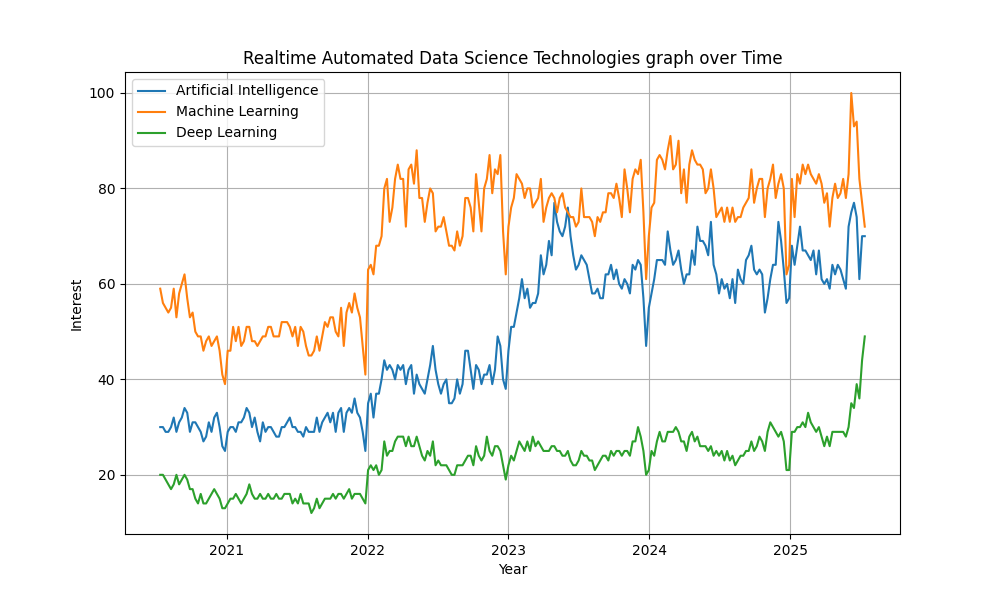 Realtime Automated Data Science Technologies graph over Time
Artificial Intelligence
Machine Learning
Deep Learning
100
80
60
40
20
Interest
2021 2022 2023 2024 2025
Year